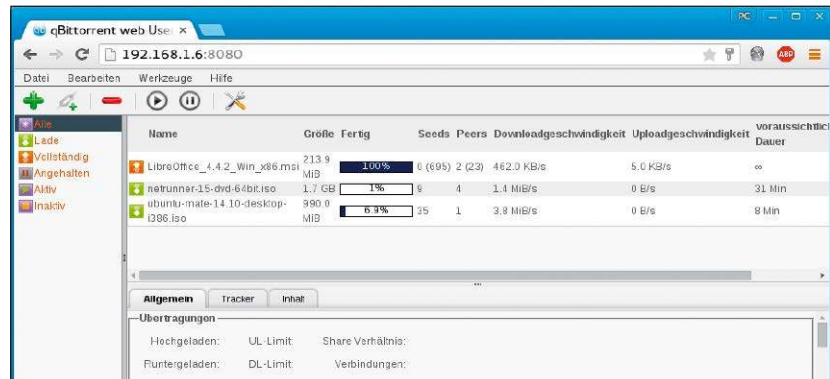 PC
qBittorrent web Use
192.168.1.6:8080
ABP
Datei Bearbeiten Werkzeuge Hilfe
Alle
Lade
Vollständig
Angehalten
Aktiv
Inaktiv
Name Größe Fertig Seeds Peers Downloadgeschwindigkeit Uploadgeschwindigkeit voraussichtlic
Dauer
LibreOffice_4.4.2_Win_x86.msi 213.9 MiB 100% 0 (695) 2 (23) 462.0 KB/s 5.0 KB/s ∞
netrunner-15-dvd-64bit.iso 1.7 GB 1% 9 4 1.4 MiB/s 0 B/s 31 Min
ubuntu-mate-14.10-desktop- 990.0 6.9% 35 1 3.8 MiB/s 0 B/s 8 Min
i386.iso MiB
Allgemein Tracker Inhalt
Übertragungen
Hochgeladen: UL-Limit Share Verhältnis:
Runtergeladen: DL-Limit Verbindungen: